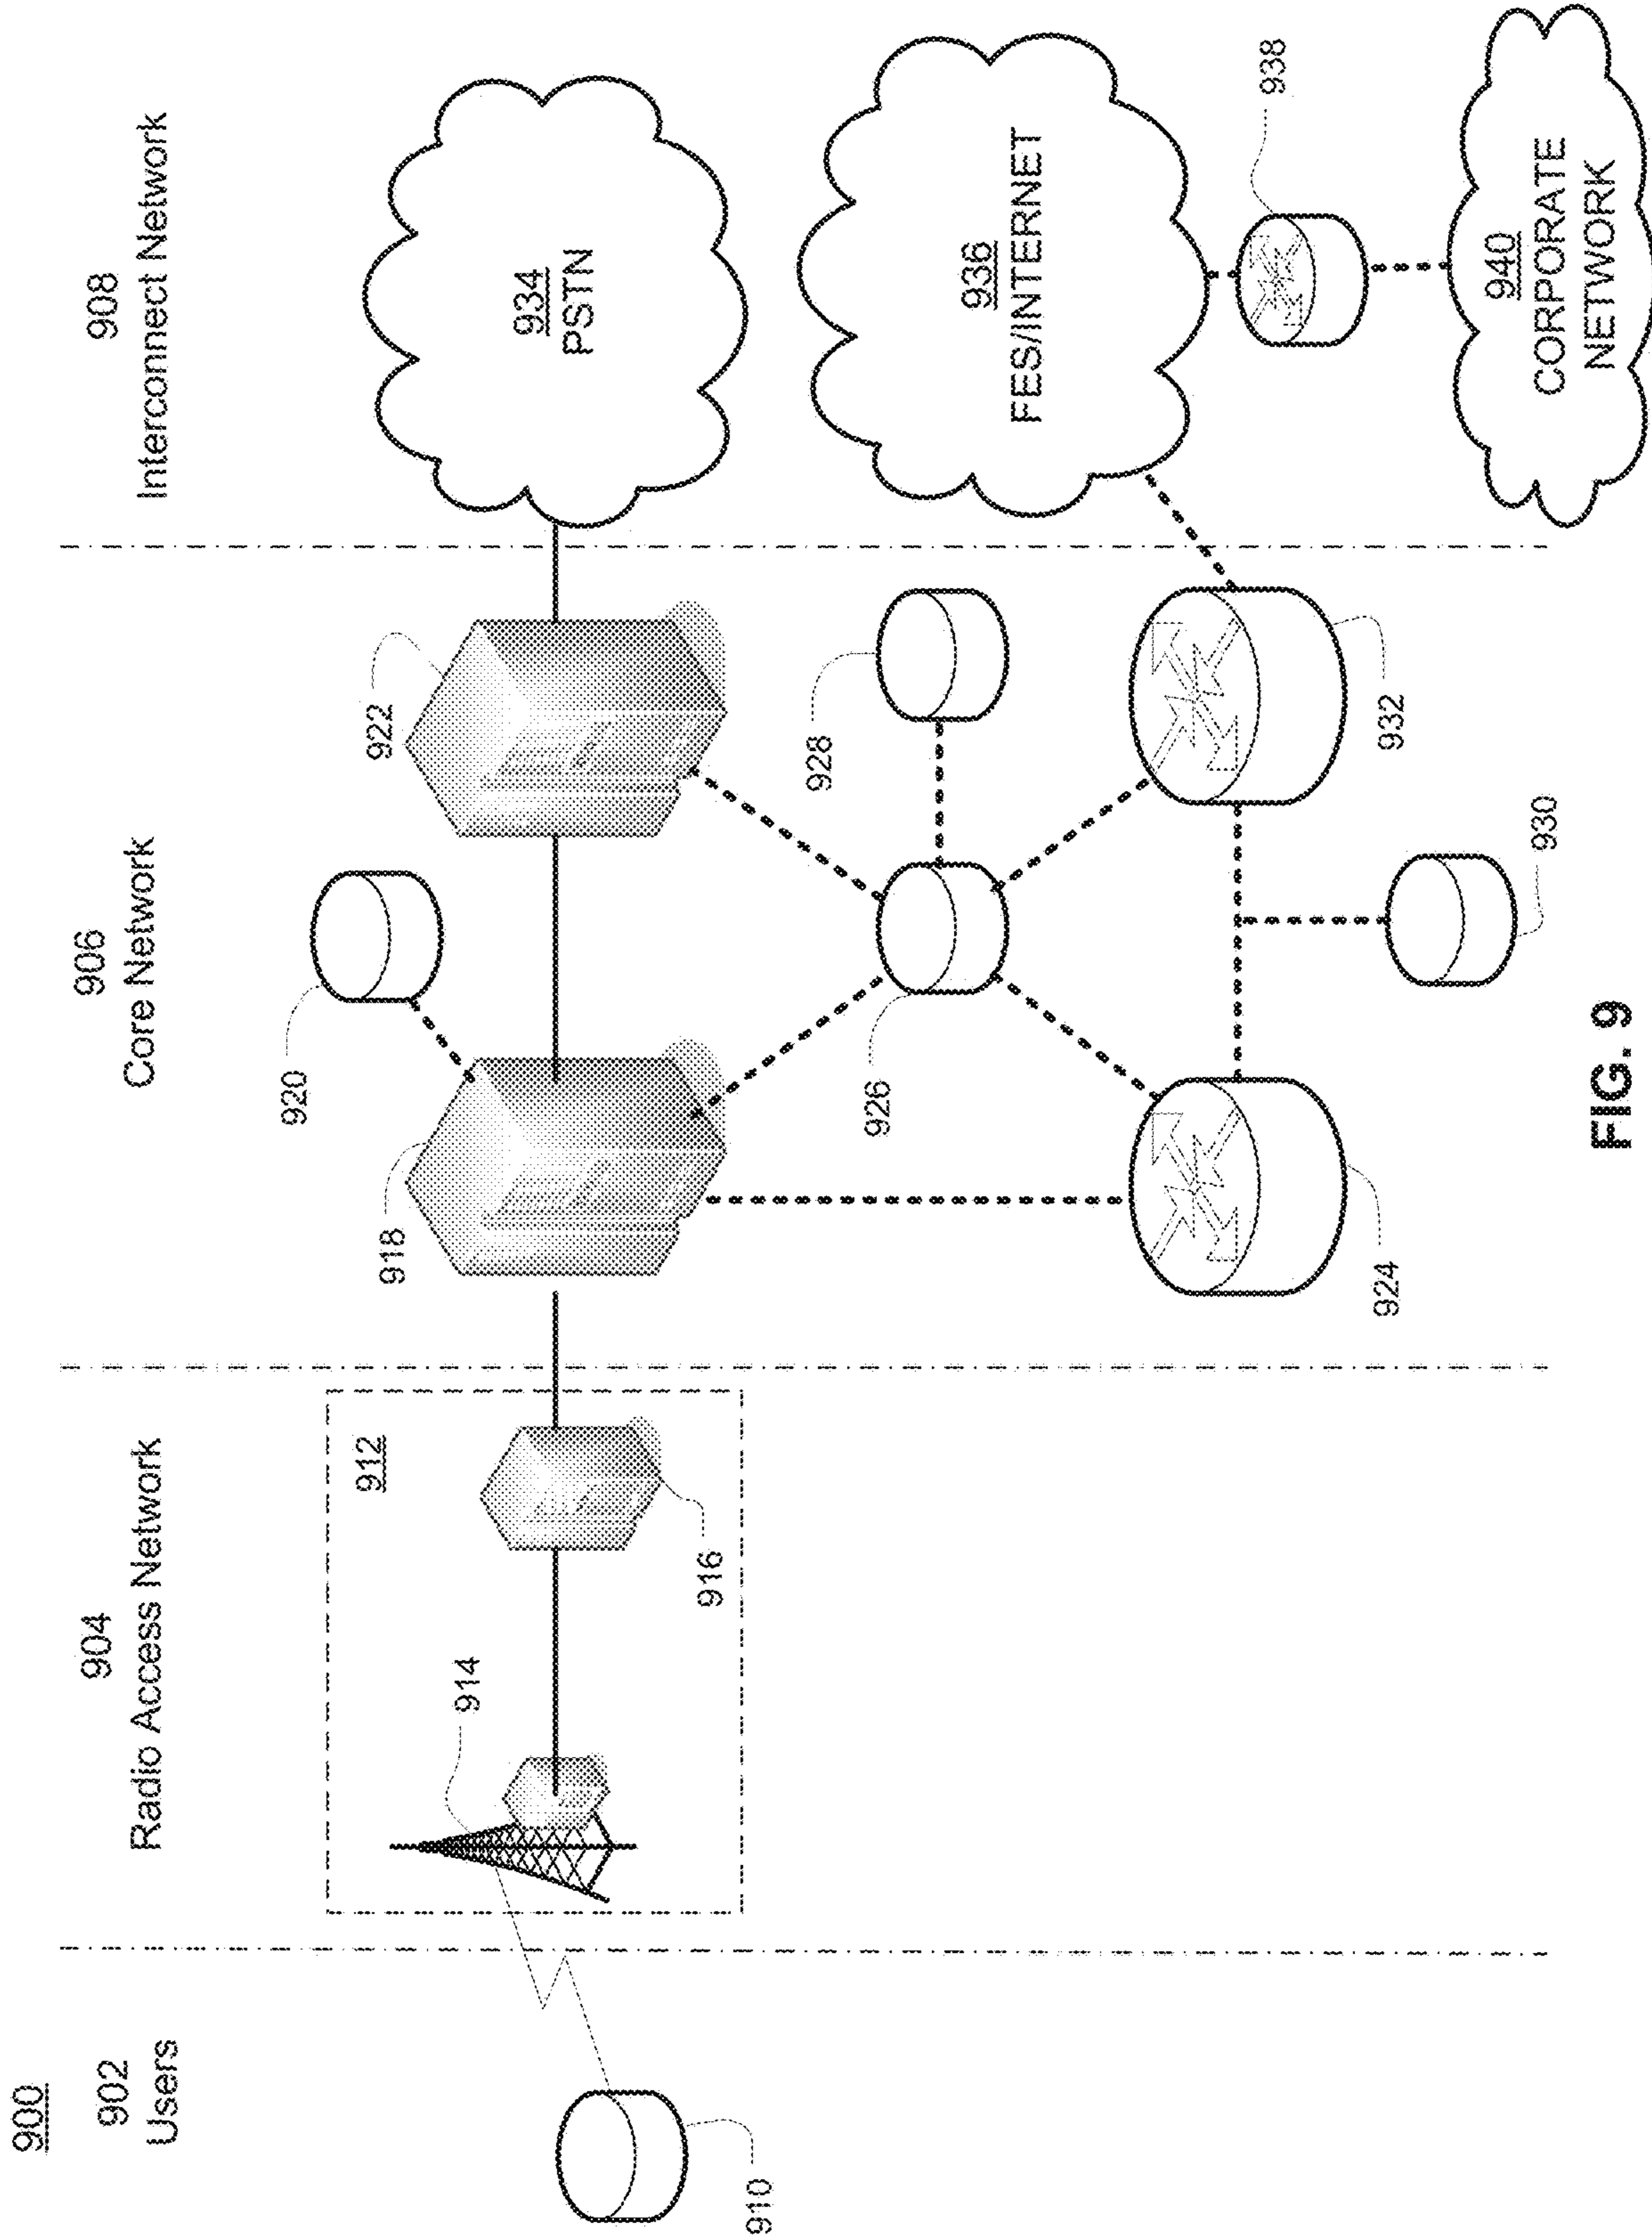 900
902
Users
904
Radio Access Network
906
Core Network
908
Interconnect Network
910
912
914
916
918
920
922
924
926
928
930
932
934
PSTN
936
FES/INTERNET
938
940
CORPORATE
NETWORK
FIG. 9